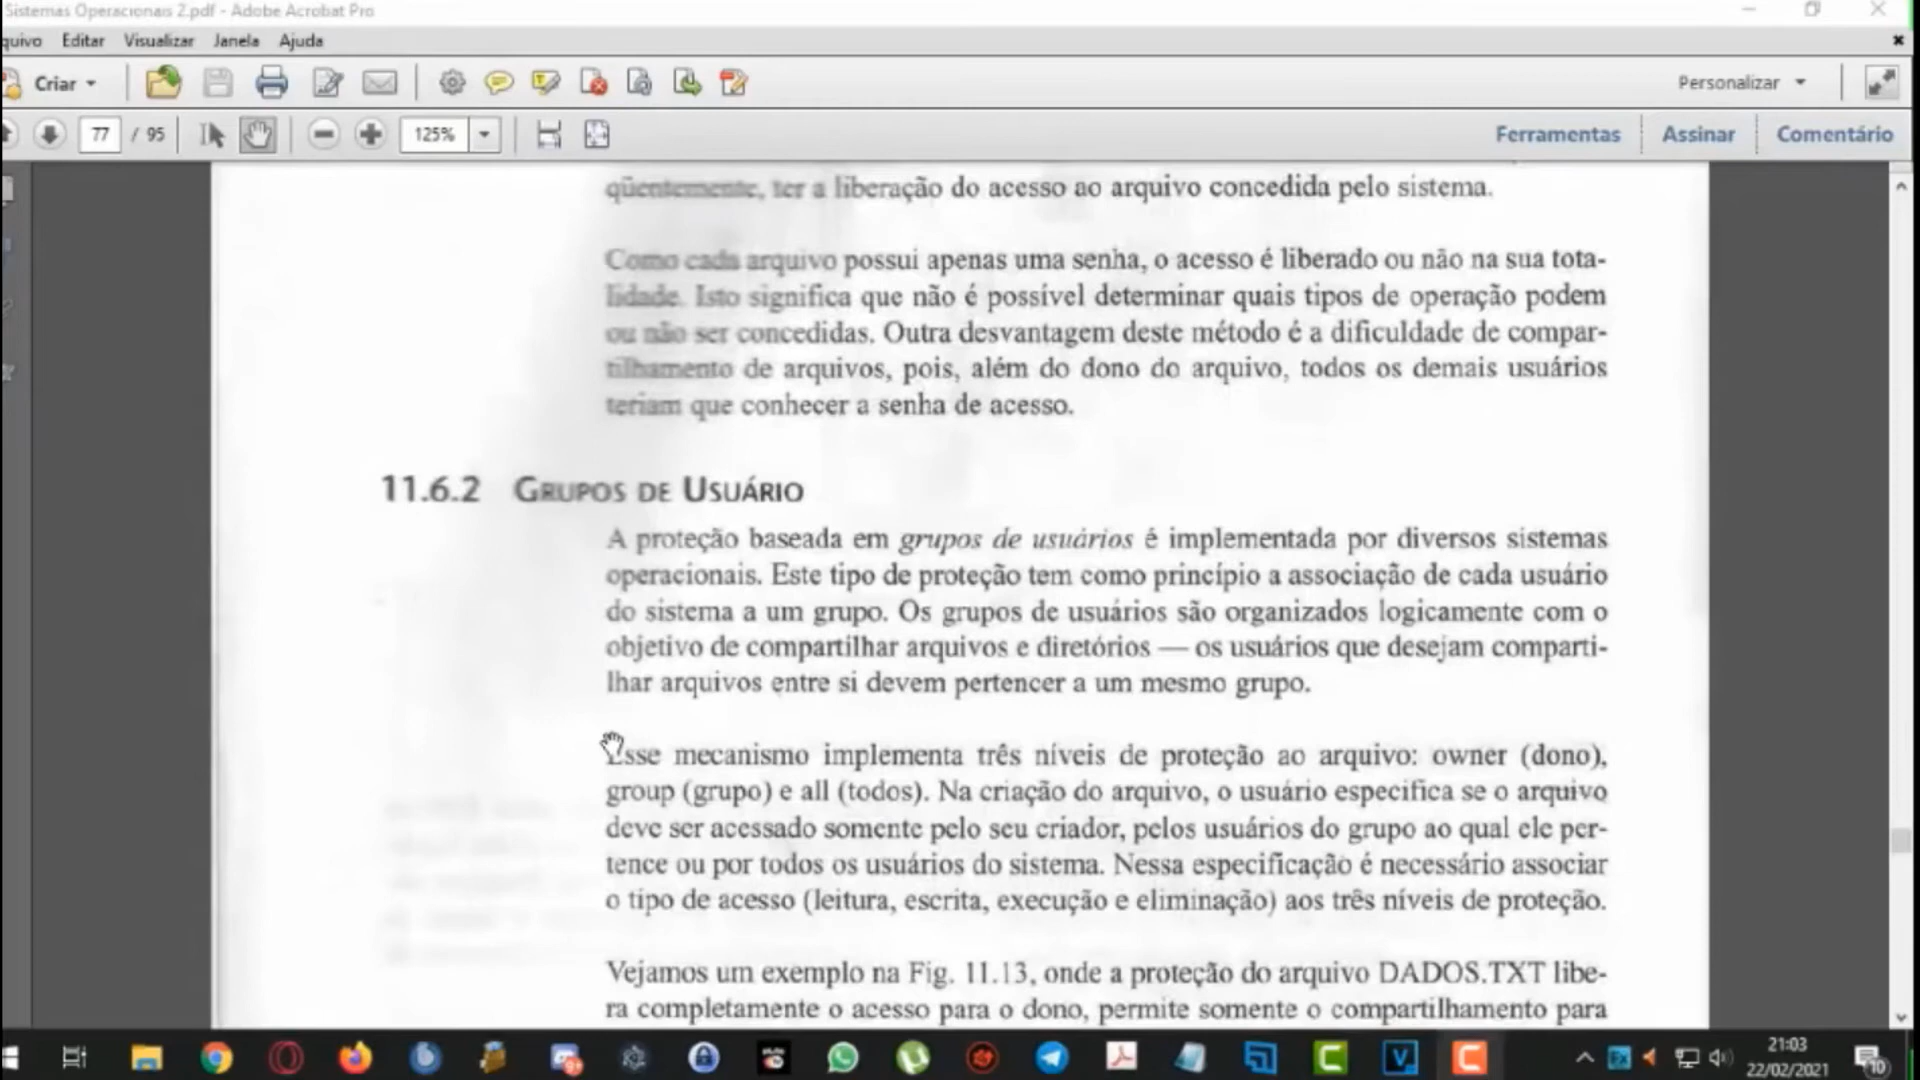 Sistemas Operacionais 2.pdf - Adobe Acrobat Pro
quivo Editar Visualizar Janela Ajuda
Criar
Personalizar
77 / 95
125%
Ferramentas Assinar Comentário
qüentemente, ter a liberação do acesso ao arquivo concedida pelo sistema.
Como cada arquivo possui apenas uma senha, o acesso é liberado ou não na sua tota-
lidade. Isto significa que não é possível determinar quais tipos de operação podem
ou não ser concedidas. Outra desvantagem deste método é a dificuldade de compar-
tilhamento de arquivos, pois, além do dono do arquivo, todos os demais usuários
teriam que conhecer a senha de acesso.
11.6.2 GRUPOS DE USUÁRIO
A proteção baseada em grupos de usuários é implementada por diversos sistemas
operacionais. Este tipo de proteção tem como princípio a associação de cada usuário
do sistema a um grupo. Os grupos de usuários são organizados logicamente com o
objetivo de compartilhar arquivos e diretórios — os usuários que desejam comparti-
lhar arquivos entre si devem pertencer a um mesmo grupo.
Esse mecanismo implementa três níveis de proteção ao arquivo: owner (dono),
group (grupo) e all (todos). Na criação do arquivo, o usuário especifica se o arquivo
deve ser acessado somente pelo seu criador, pelos usuários do grupo ao qual ele per-
tence ou por todos os usuários do sistema. Nessa especificação é necessário associar
o tipo de acesso (leitura, escrita, execução e eliminação) aos três níveis de proteção.
Vejamos um exemplo na Fig. 11.13, onde a proteção do arquivo DADOS.TXT libe-
ra completamente o acesso para o dono, permite somente o compartilhamento para
21:03
22/02/2021
10